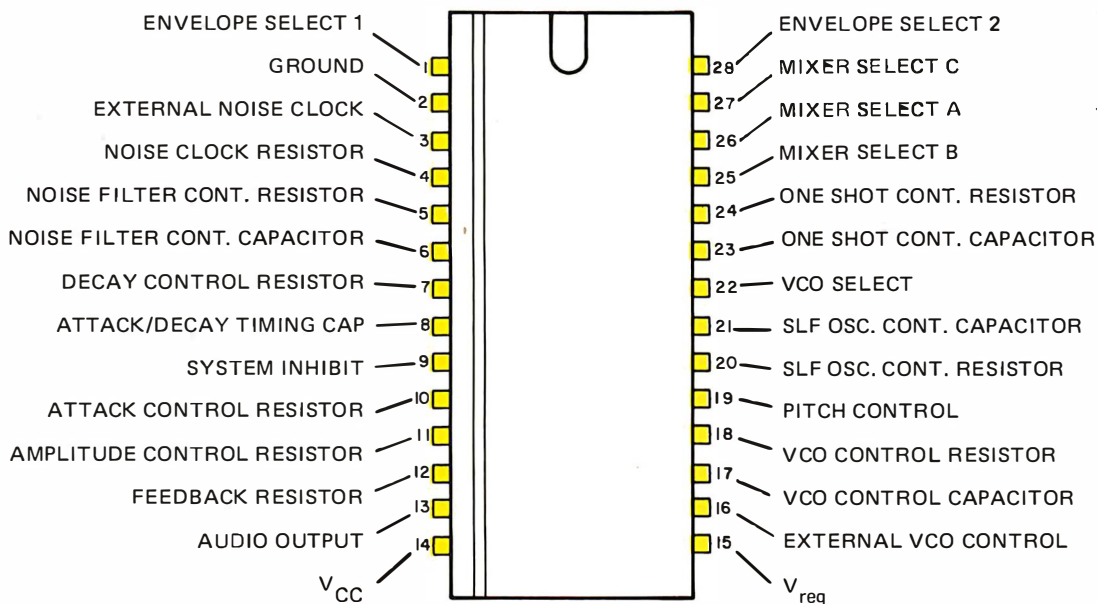 ENVELOPE SELECT 1
GROUND
EXTERNAL NOISE CLOCK
NOISE CLOCK RESISTOR
NOISE FILTER CONT. RESISTOR
NOISE FILTER CONT. CAPACITOR
DECAY CONTROL RESISTOR
ATTACK/DECAY TIMING CAP
SYSTEM INHIBIT
ATTACK CONTROL RESISTOR
AMPLITUDE CONTROL RESISTOR
FEEDBACK RESISTOR
AUDIO OUTPUT
VCC
1
2
3
4
5
6
7
8
9
10
11
12
13
14
28
27
26
25
24
23
22
21
20
19
18
17
16
15
ENVELOPE SELECT 2
MIXER SELECT C
MIXER SELECT A
MIXER SELECT B
ONE SHOT CONT. RESISTOR
ONE SHOT CONT. CAPACITOR
VCO SELECT
SLF OSC. CONT. CAPACITOR
SLF OSC. CONT. RESISTOR
PITCH CONTROL
VCO CONTROL RESISTOR
VCO CONTROL CAPACITOR
EXTERNAL VCO CONTROL
Vreg